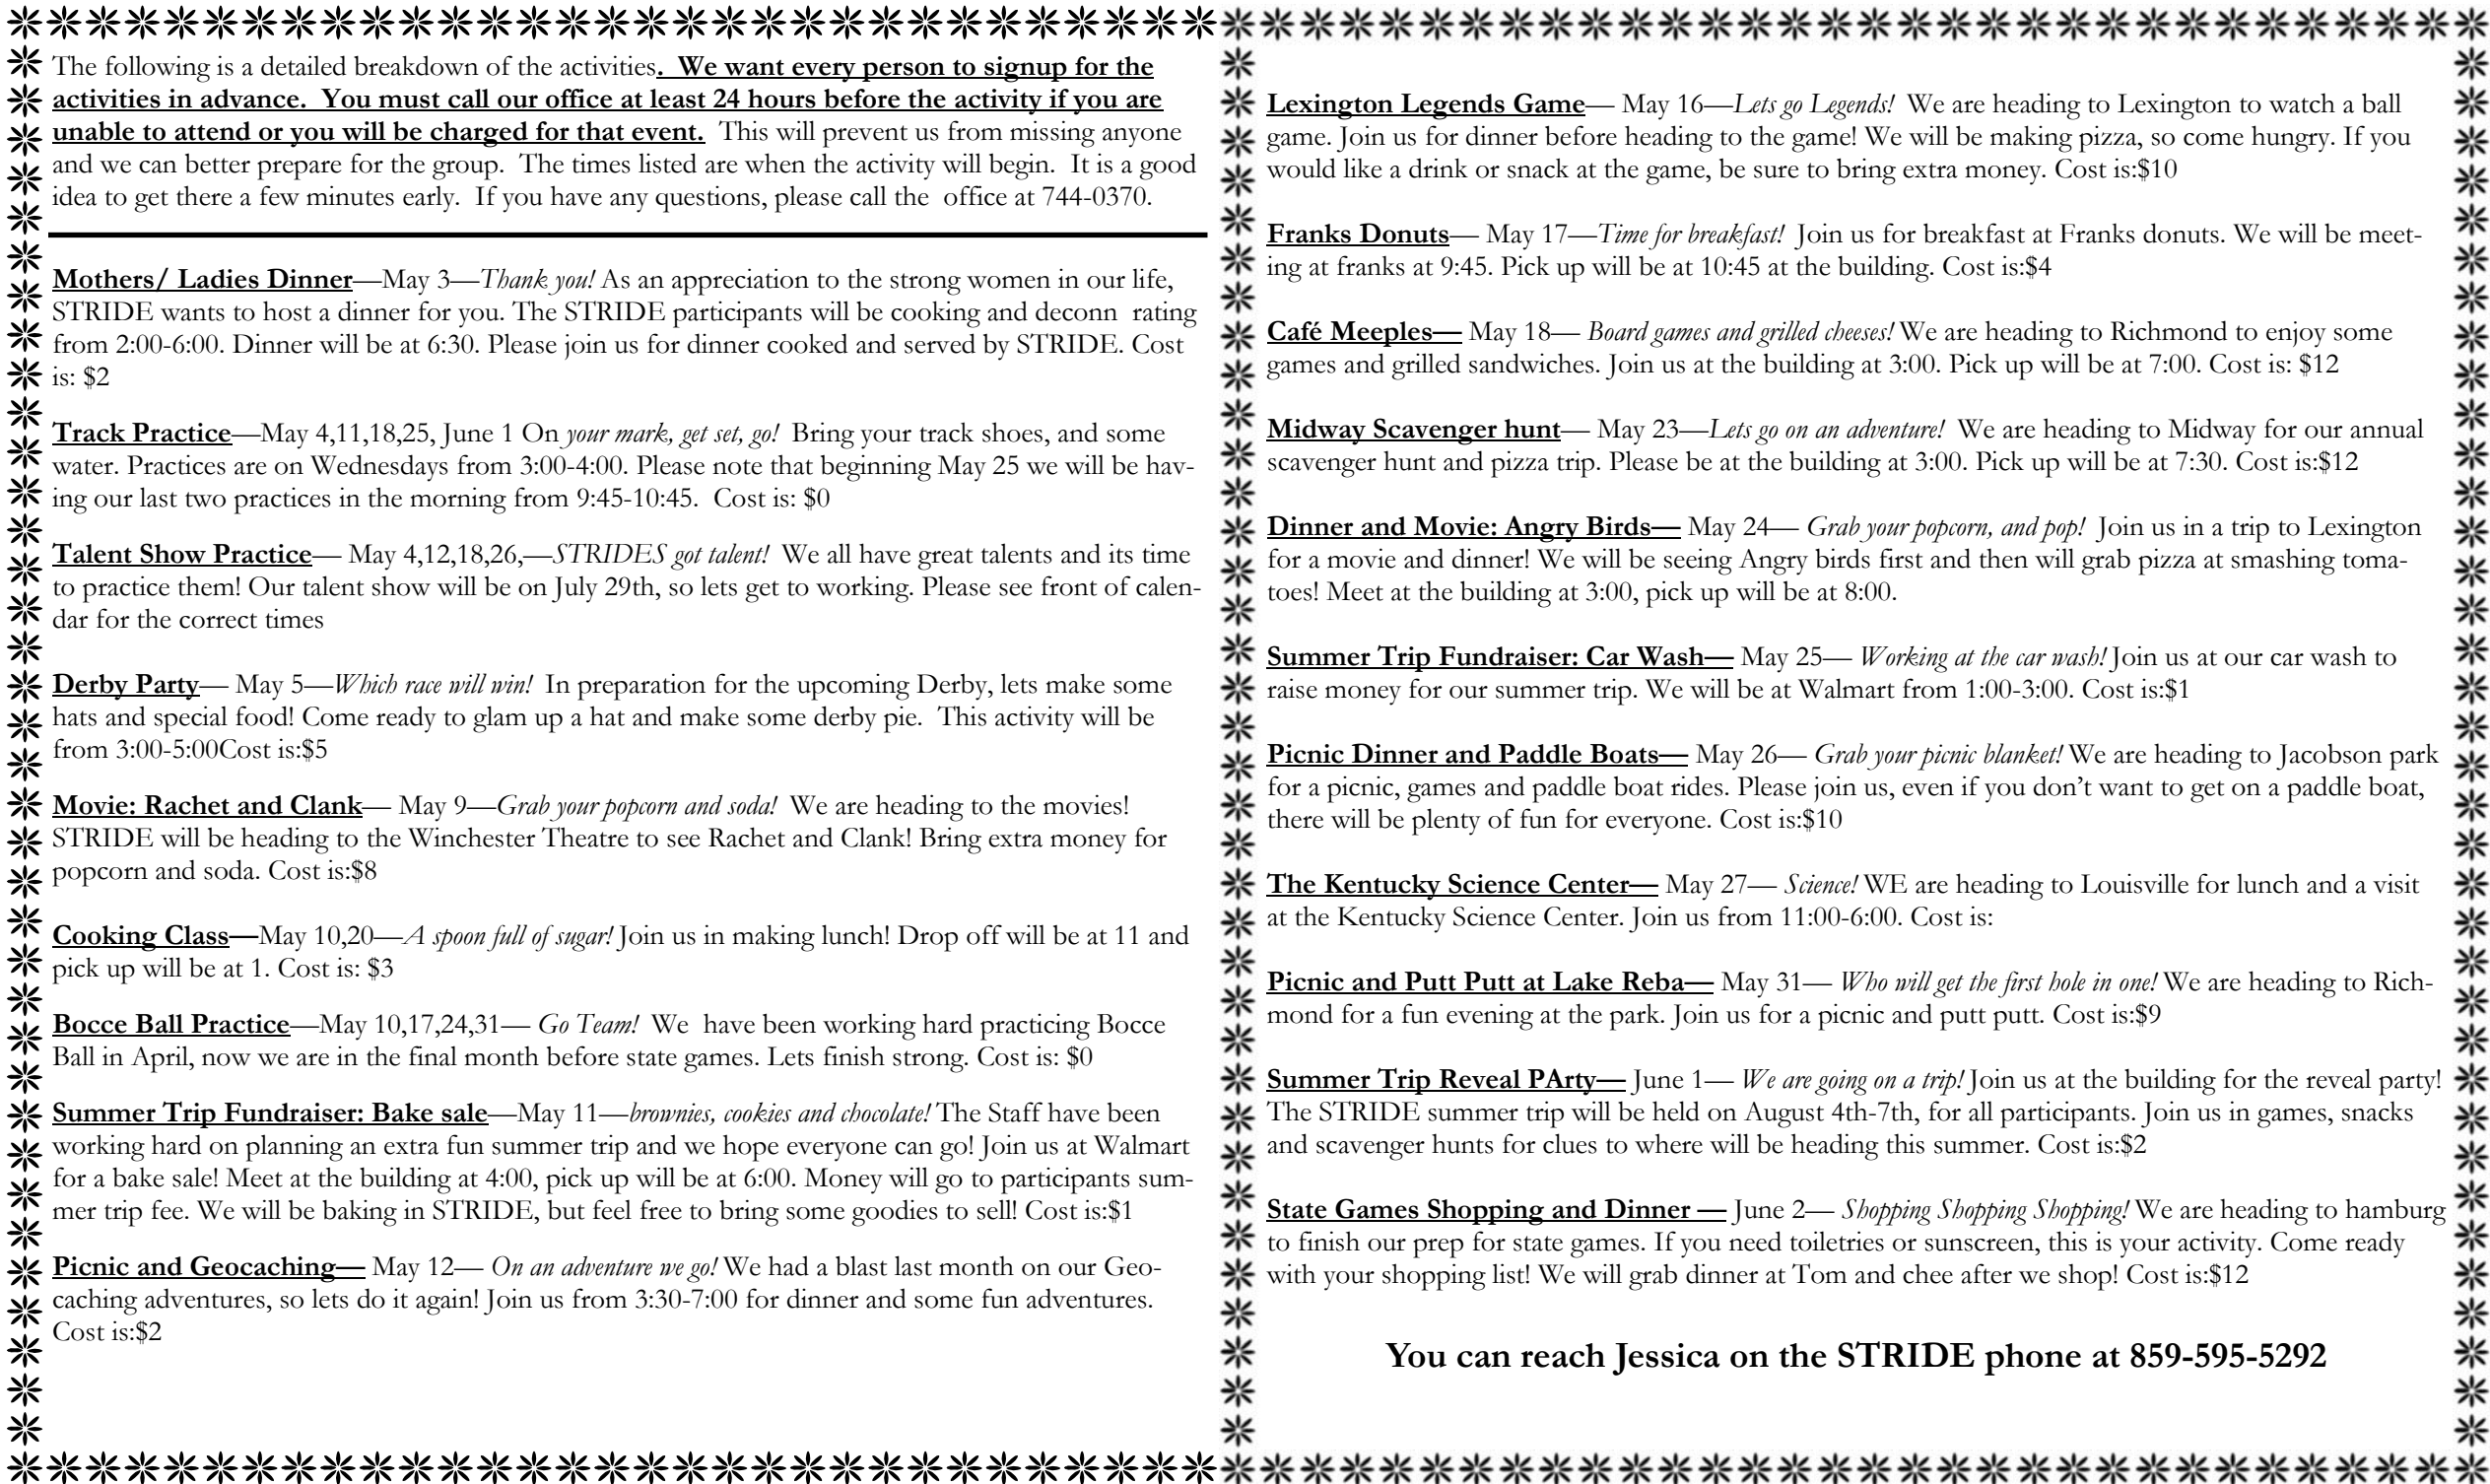 The following is a detailed breakdown of the activities.  We want every person to signup for the
activities in advance.  You must call our office at least 24 hours before the activity if you are
unable to attend or you will be charged for that event.  This will prevent us from missing anyone
and we can better prepare for the group.  The times listed are when the activity will begin.  It is a good
idea to get there a few minutes early.  If you have any questions, please call the  office at 744-0370.
Mothers/ Ladies Dinner—May 3—Thank you! As an appreciation to the strong women in our life,
STRIDE wants to host a dinner for you. The STRIDE participants will be cooking and deconn  rating
from 2:00-6:00. Dinner will be at 6:30. Please join us for dinner cooked and served by STRIDE. Cost
is: $2
Track Practice—May 4,11,18,25, June 1 On your mark, get set, go!  Bring your track shoes, and some
water. Practices are on Wednesdays from 3:00-4:00. Please note that beginning May 25 we will be hav-
ing our last two practices in the morning from 9:45-10:45.  Cost is: $0
Talent Show Practice— May 4,12,18,26,—STRIDES got talent!  We all have great talents and its time
to practice them! Our talent show will be on July 29th, so lets get to working. Please see front of calen-
dar for the correct times
Derby Party— May 5—Which race will win!  In preparation for the upcoming Derby, lets make some
hats and special food! Come ready to glam up a hat and make some derby pie.  This activity will be
from 3:00-5:00Cost is:$5
Movie: Rachet and Clank— May 9—Grab your popcorn and soda!  We are heading to the movies!
STRIDE will be heading to the Winchester Theatre to see Rachet and Clank! Bring extra money for
popcorn and soda. Cost is:$8
Cooking Class—May 10,20—A spoon full of sugar! Join us in making lunch! Drop off will be at 11 and
pick up will be at 1. Cost is: $3
Bocce Ball Practice—May 10,17,24,31— Go Team!  We  have been working hard practicing Bocce
Ball in April, now we are in the final month before state games. Lets finish strong. Cost is: $0
Summer Trip Fundraiser: Bake sale—May 11—brownies, cookies and chocolate! The Staff have been
working hard on planning an extra fun summer trip and we hope everyone can go! Join us at Walmart
for a bake sale! Meet at the building at 4:00, pick up will be at 6:00. Money will go to participants sum-
mer trip fee. We will be baking in STRIDE, but feel free to bring some goodies to sell! Cost is:$1
Picnic and Geocaching— May 12— On an adventure we go! We had a blast last month on our Geo-
caching adventures, so lets do it again! Join us from 3:30-7:00 for dinner and some fun adventures.
Cost is:$2
Lexington Legends Game— May 16—Lets go Legends!  We are heading to Lexington to watch a ball
game. Join us for dinner before heading to the game! We will be making pizza, so come hungry. If you
would like a drink or snack at the game, be sure to bring extra money. Cost is:$10
Franks Donuts— May 17—Time for breakfast!  Join us for breakfast at Franks donuts. We will be meet-
ing at franks at 9:45. Pick up will be at 10:45 at the building. Cost is:$4
Café Meeples— May 18— Board games and grilled cheeses! We are heading to Richmond to enjoy some
games and grilled sandwiches. Join us at the building at 3:00. Pick up will be at 7:00. Cost is: $12
Midway Scavenger hunt— May 23—Lets go on an adventure!  We are heading to Midway for our annual
scavenger hunt and pizza trip. Please be at the building at 3:00. Pick up will be at 7:30. Cost is:$12
Dinner and Movie: Angry Birds— May 24— Grab your popcorn, and pop!  Join us in a trip to Lexington
for a movie and dinner! We will be seeing Angry birds first and then will grab pizza at smashing toma-
toes! Meet at the building at 3:00, pick up will be at 8:00.
Summer Trip Fundraiser: Car Wash— May 25— Working at the car wash! Join us at our car wash to
raise money for our summer trip. We will be at Walmart from 1:00-3:00. Cost is:$1
Picnic Dinner and Paddle Boats— May 26— Grab your picnic blanket! We are heading to Jacobson park
for a picnic, games and paddle boat rides. Please join us, even if you don’t want to get on a paddle boat,
there will be plenty of fun for everyone. Cost is:$10
The Kentucky Science Center— May 27— Science! WE are heading to Louisville for lunch and a visit
at the Kentucky Science Center. Join us from 11:00-6:00. Cost is:
Picnic and Putt Putt at Lake Reba— May 31— Who will get the first hole in one! We are heading to Rich-
mond for a fun evening at the park. Join us for a picnic and putt putt. Cost is:$9
Summer Trip Reveal PArty— June 1— We are going on a trip! Join us at the building for the reveal party!
The STRIDE summer trip will be held on August 4th-7th, for all participants. Join us in games, snacks
and scavenger hunts for clues to where will be heading this summer. Cost is:$2
State Games Shopping and Dinner — June 2— Shopping Shopping Shopping! We are heading to hamburg
to finish our prep for state games. If you need toiletries or sunscreen, this is your activity. Come ready
with your shopping list! We will grab dinner at Tom and chee after we shop! Cost is:$12
You can reach Jessica on the STRIDE phone at 859-595-5292